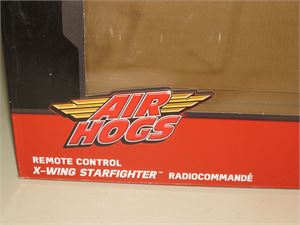 AIR
HOGS
REMOTE CONTROL
X-WING STARFIGHTER™ RADIOCOMMANDÉ